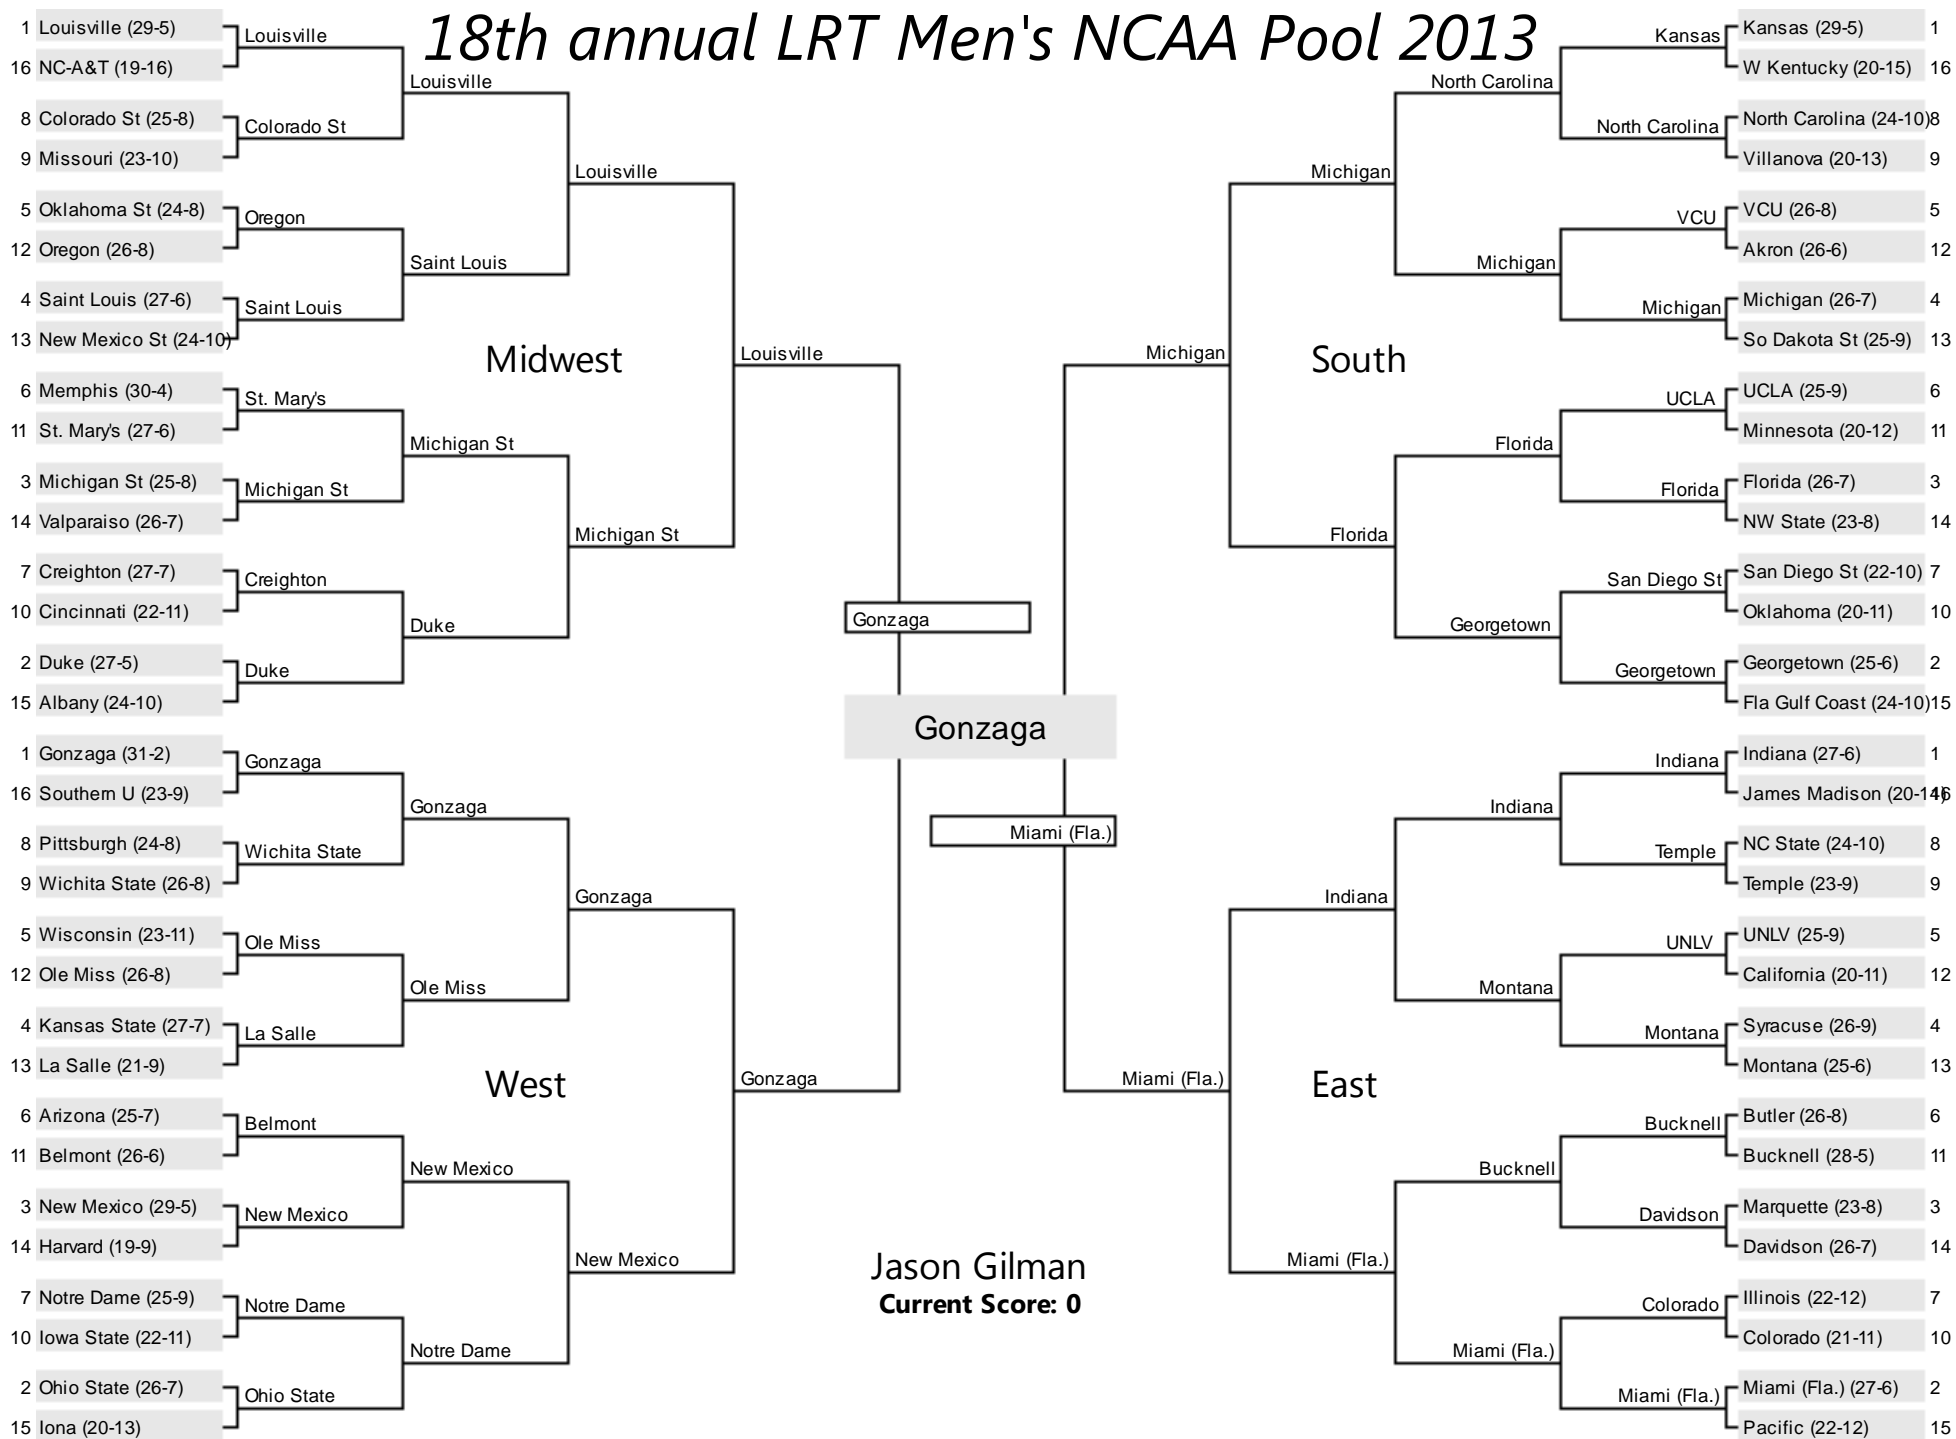 18th annual LRT Men's NCAA Pool 2013
1 Louisville (29-5)
16 NC-A&T (19-16)
8 Colorado St (25-8)
9 Missouri (23-10)
5 Oklahoma St (24-8)
12 Oregon (26-8)
4 Saint Louis (27-6)
13 New Mexico St (24-10)
6 Memphis (30-4)
11 St. Mary's (27-6)
3 Michigan St (25-8)
14 Valparaiso (26-7)
7 Creighton (27-7)
10 Cincinnati (22-11)
2 Duke (27-5)
15 Albany (24-10)
Louisville
Colorado St
Oregon
Saint Louis
St. Mary's
Michigan St
Creighton
Duke
Louisville
Saint Louis
Michigan St
Duke
Louisville
Michigan St
Midwest
Louisville
1 Gonzaga (31-2)
16 Southern U (23-9)
8 Pittsburgh (24-8)
9 Wichita State (26-8)
5 Wisconsin (23-11)
12 Ole Miss (26-8)
4 Kansas State (27-7)
13 La Salle (21-9)
6 Arizona (25-7)
11 Belmont (26-6)
3 New Mexico (29-5)
14 Harvard (19-9)
7 Notre Dame (25-9)
10 Iowa State (22-11)
2 Ohio State (26-7)
15 Iona (20-13)
Gonzaga
Wichita State
Ole Miss
La Salle
Belmont
New Mexico
Notre Dame
Ohio State
Gonzaga
Ole Miss
New Mexico
Notre Dame
Gonzaga
New Mexico
West
Gonzaga
Gonzaga
Gonzaga
Miami (Fla.)
Jason Gilman
Current Score: 0
Kansas (29-5) 1
W Kentucky (20-15) 16
North Carolina (24-10) 8
Villanova (20-13) 9
VCU (26-8) 5
Akron (26-6) 12
Michigan (26-7) 4
So Dakota St (25-9) 13
UCLA (25-9) 6
Minnesota (20-12) 11
Florida (26-7) 3
NW State (23-8) 14
San Diego St (22-10) 7
Oklahoma (20-11) 10
Georgetown (25-6) 2
Fla Gulf Coast (24-10) 15
Kansas
North Carolina
VCU
Michigan
UCLA
Florida
San Diego St
Georgetown
North Carolina
Michigan
Florida
Georgetown
Michigan
Florida
South
Michigan
Indiana (27-6) 1
James Madison (20-14) 16
NC State (24-10) 8
Temple (23-9) 9
UNLV (25-9) 5
California (20-11) 12
Syracuse (26-9) 4
Montana (25-6) 13
Butler (26-8) 6
Bucknell (28-5) 11
Marquette (23-8) 3
Davidson (26-7) 14
Illinois (22-12) 7
Colorado (21-11) 10
Miami (Fla.) (27-6) 2
Pacific (22-12) 15
Indiana
Temple
UNLV
Montana
Bucknell
Davidson
Colorado
Miami (Fla.)
Indiana
Montana
Bucknell
Miami (Fla.)
Indiana
Miami (Fla.)
East
Miami (Fla.)